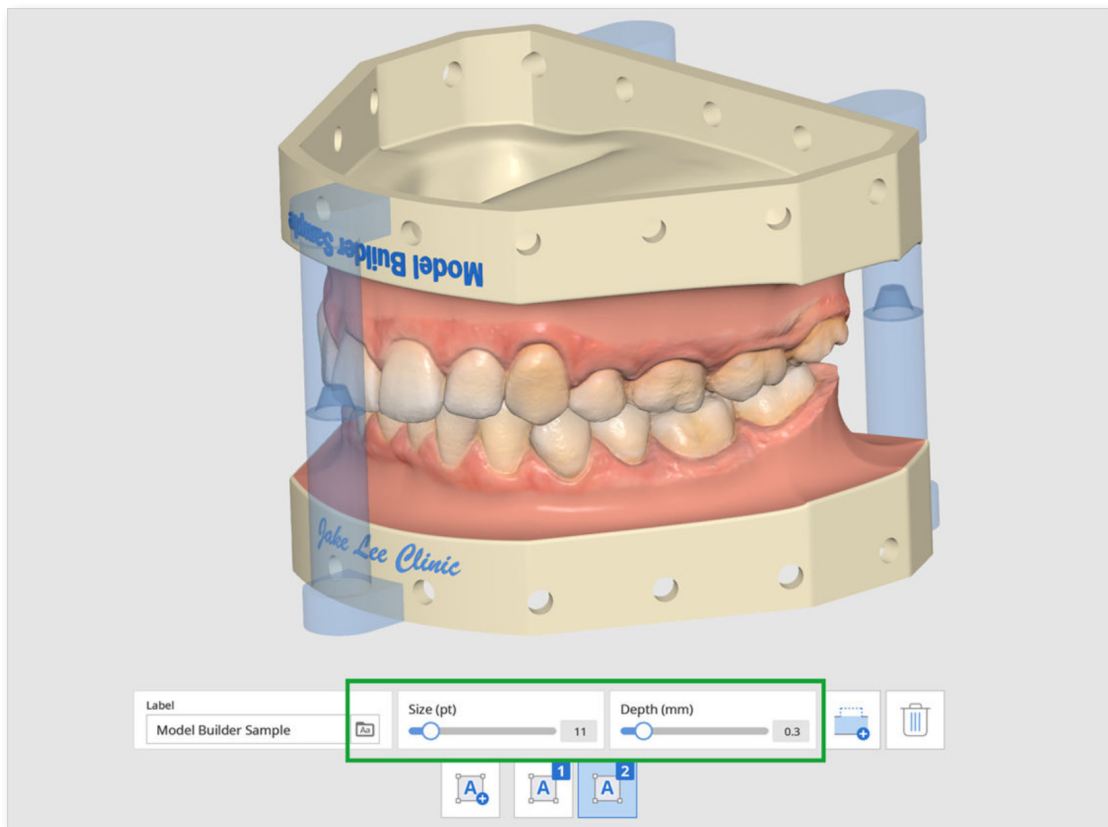 Model Builder Sample
Jake Lee Clinic
Label
Model Builder Sample
Aa
Size (pt)
11
Depth (mm)
0.3
A
A 1
A 2